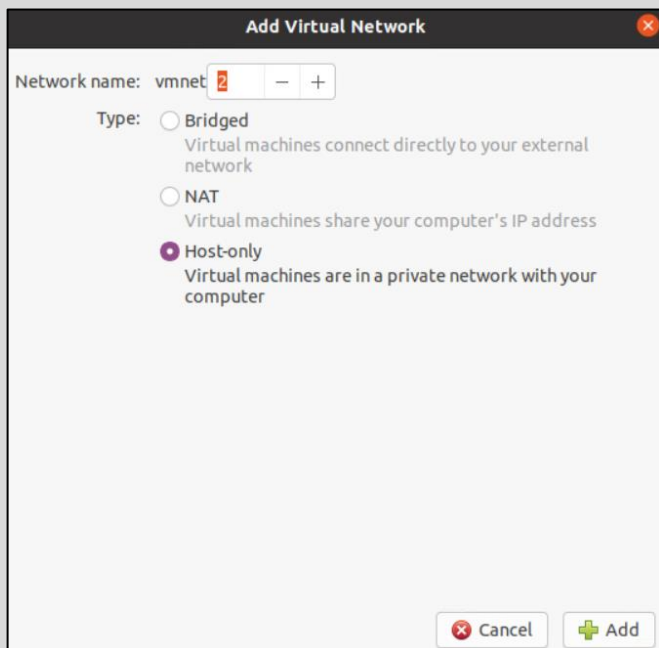 Add Virtual Network
Network name: vmnet 2 − +
Type: Bridged
Virtual machines connect directly to your external
network
NAT
Virtual machines share your computer's IP address
Host-only
Virtual machines are in a private network with your
computer
Cancel Add